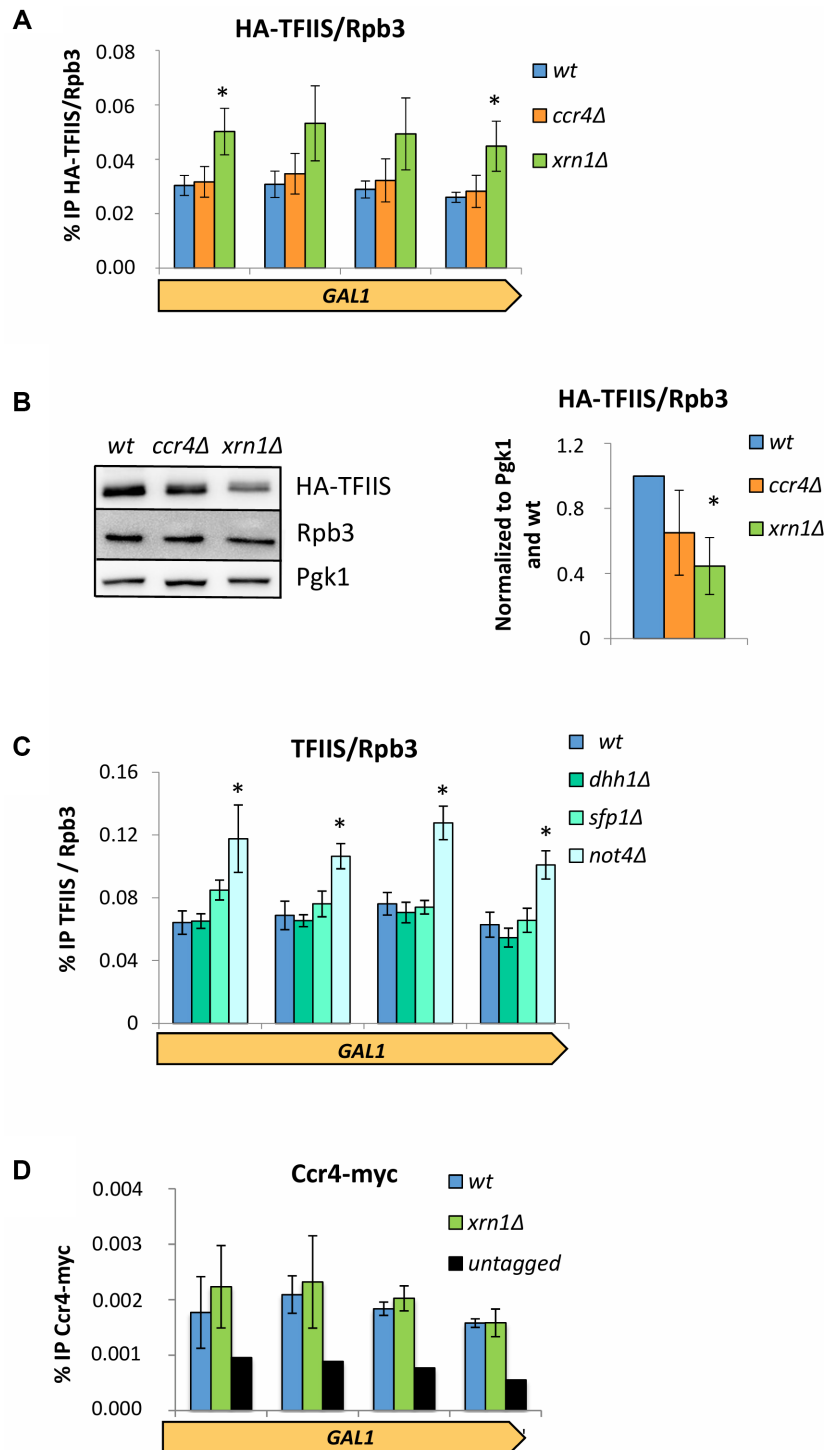 A
HA-TFIIS/Rpb3
% IP HA-TFIIS/Rpb3
0.08
0.06
0.04
0.02
0.00
* *
wt
ccr4Δ
xrn1Δ
GAL1
B
wt ccr4Δ xrn1Δ
HA-TFIIS
Rpb3
Pgk1
HA-TFIIS/Rpb3
Normalized to Pgk1
and wt
1.2
0.8
0.4
0
*
wt
ccr4Δ
xrn1Δ
C
TFIIS/Rpb3
% IP TFIIS / Rpb3
0.16
0.12
0.08
0.04
0
* * * *
wt
dhh1Δ
sfp1Δ
not4Δ
GAL1
D
Ccr4-myc
% IP Ccr4-myc
0.004
0.003
0.002
0.001
0.000
wt
xrn1Δ
untagged
GAL1